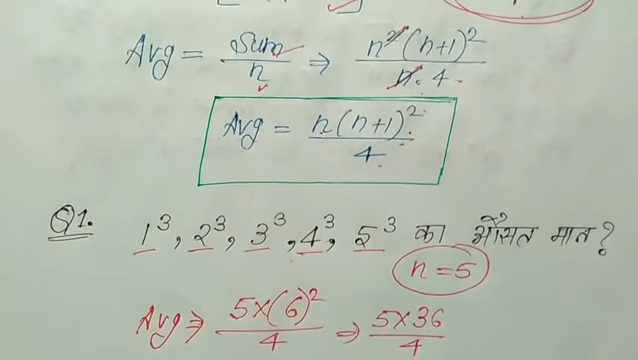 Avg = Sum/n ⇒ n²(n+1)²/n·4
Avg = n(n+1)²/4
Q1. 1³, 2³, 3³, 4³, 5³ का औसत मान?
n=5
Avg ⇒ 5×(6)²/4 ⇒ 5×36/4